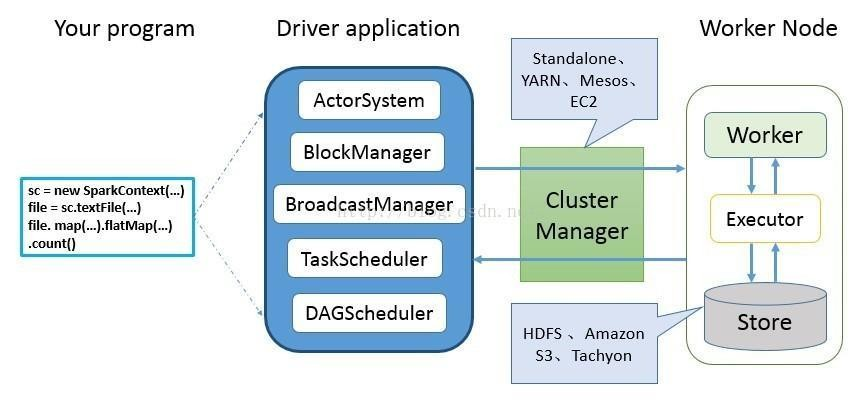 Your program
Driver application
Worker Node
sc = new SparkContext(...)
file = sc.textFile(...)
file. map(...).flatMap(...)
.count()
ActorSystem
BlockManager
BroadcastManager
TaskScheduler
DAGScheduler
Standalone、
YARN、Mesos、
EC2
Cluster
Manager
HDFS 、Amazon
S3、Tachyon
Worker
Executor
Store